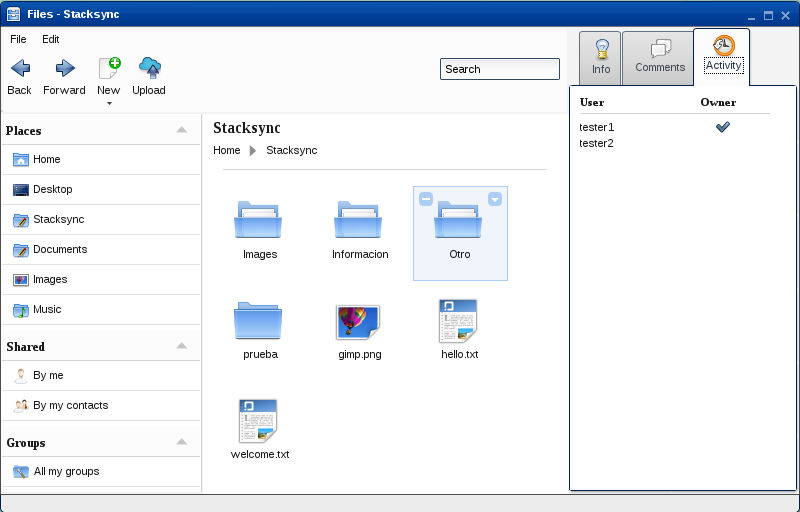 Files - Stacksync
File Edit
Back Forward New Upload
Search
Info Comments Activity
Places
Home
Desktop
Stacksync
Documents
Images
Music
Shared
By me
By my contacts
Groups
All my groups
Stacksync
Home Stacksync
Images Informacion Otro
prueba gimp.png hello.txt
welcome.txt
User Owner
tester1
tester2